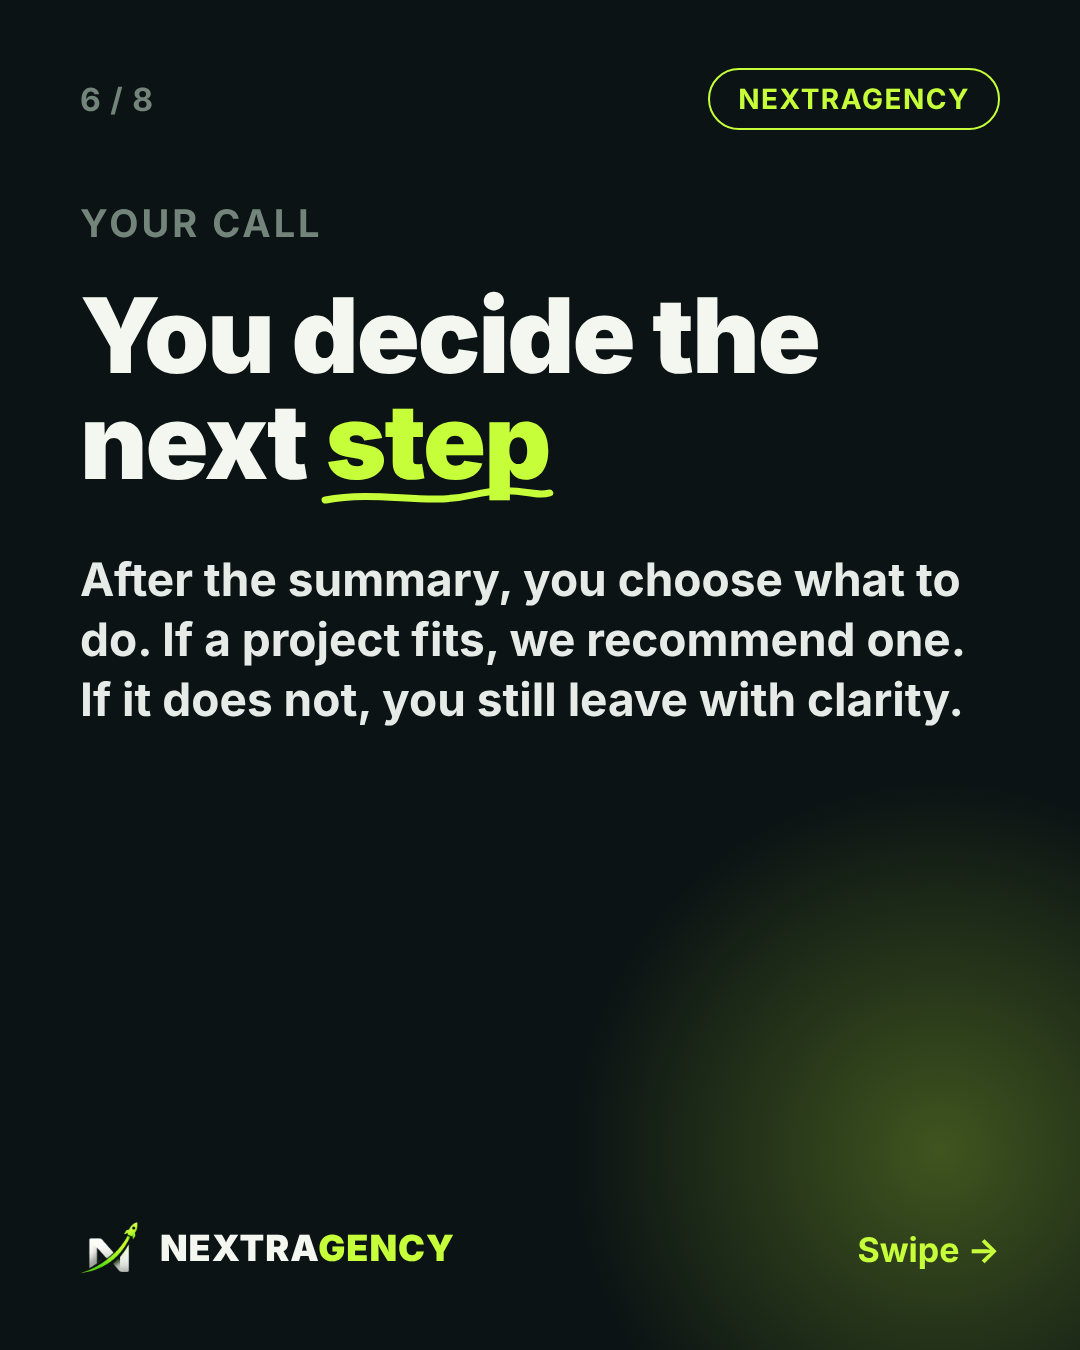 6 / 8
NEXTRAGENCY
YOUR CALL
You decide the
next step
After the summary, you choose what to
do. If a project fits, we recommend one.
If it does not, you still leave with clarity.
NEXTRAGENCY
Swipe →